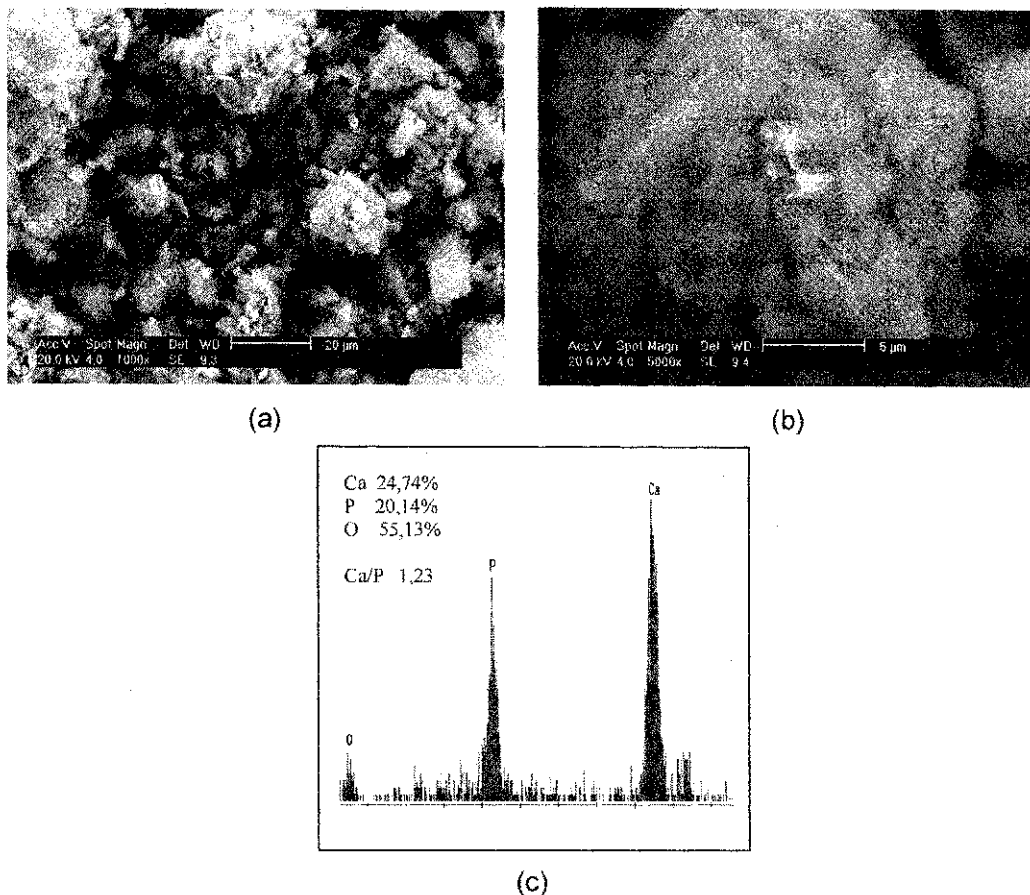 Acc.V Spot Magn Det WD 20 µm
20.0 kV 4.0 1000x SE 9.3
Acc.V Spot Magn Det WD 5 µm
20.0 kV 4.0 5000x SE 9.4
(a)
(b)
Ca 24,74%
P 20,14%
O 55,13%
Ca/P 1,23
O
P
Ca
(c)